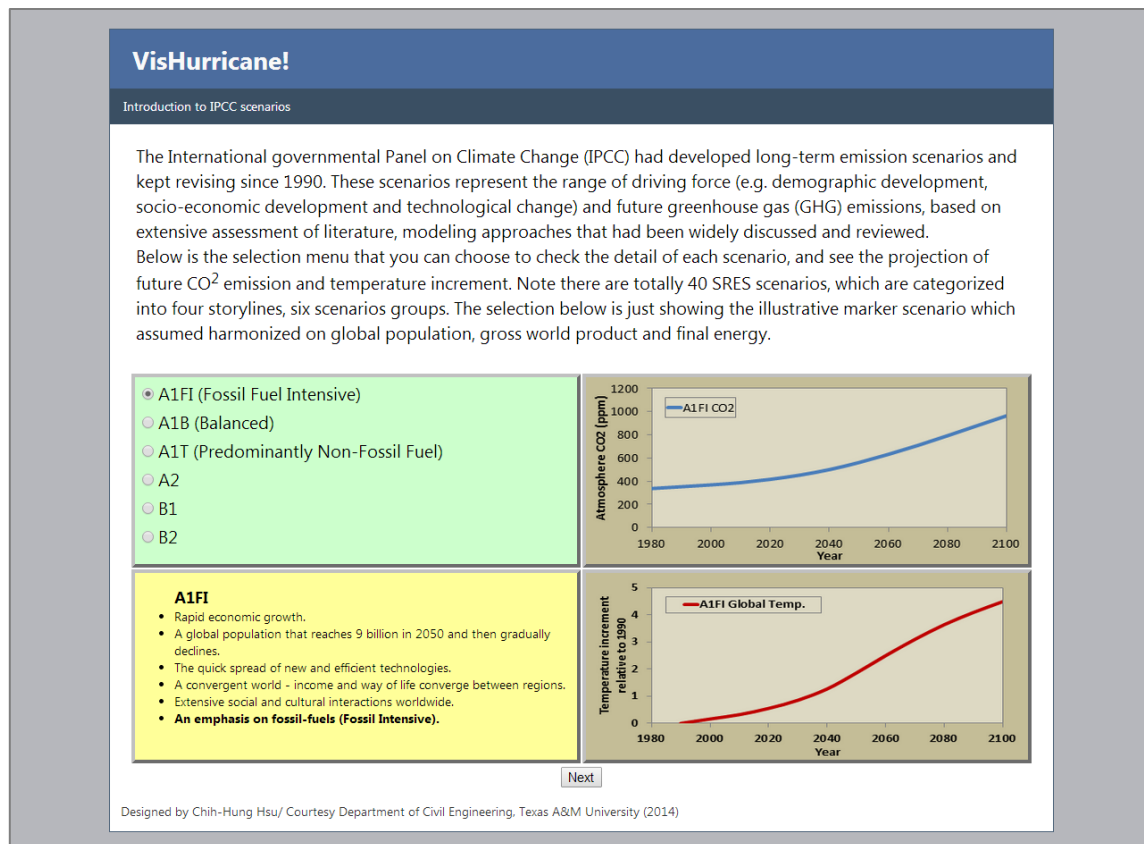 VisHurricane!
Introduction to IPCC scenarios
The International governmental Panel on Climate Change (IPCC) had developed long-term emission scenarios and
kept revising since 1990. These scenarios represent the range of driving force (e.g. demographic development,
socio-economic development and technological change) and future greenhouse gas (GHG) emissions, based on
extensive assessment of literature, modeling approaches that had been widely discussed and reviewed.
Below is the selection menu that you can choose to check the detail of each scenario, and see the projection of
future CO² emission and temperature increment. Note there are totally 40 SRES scenarios, which are categorized
into four storylines, six scenarios groups. The selection below is just showing the illustrative marker scenario which
assumed harmonized on global population, gross world product and final energy.
A1FI (Fossil Fuel Intensive)
A1B (Balanced)
A1T (Predominantly Non-Fossil Fuel)
A2
B1
B2
Atmosphere CO2 (ppm)
1200
1000
800
600
400
200
0
A1FI CO2
1980 2000 2020 2040 2060 2080 2100
Year
A1FI
• Rapid economic growth.
• A global population that reaches 9 billion in 2050 and then gradually
declines.
• The quick spread of new and efficient technologies.
• A convergent world - income and way of life converge between regions.
• Extensive social and cultural interactions worldwide.
• An emphasis on fossil-fuels (Fossil Intensive).
Temperature increment
relative to 1990
5
4
3
2
1
0
A1FI Global Temp.
1980 2000 2020 2040 2060 2080 2100
Year
Next
Designed by Chih-Hung Hsu/ Courtesy Department of Civil Engineering, Texas A&M University (2014)